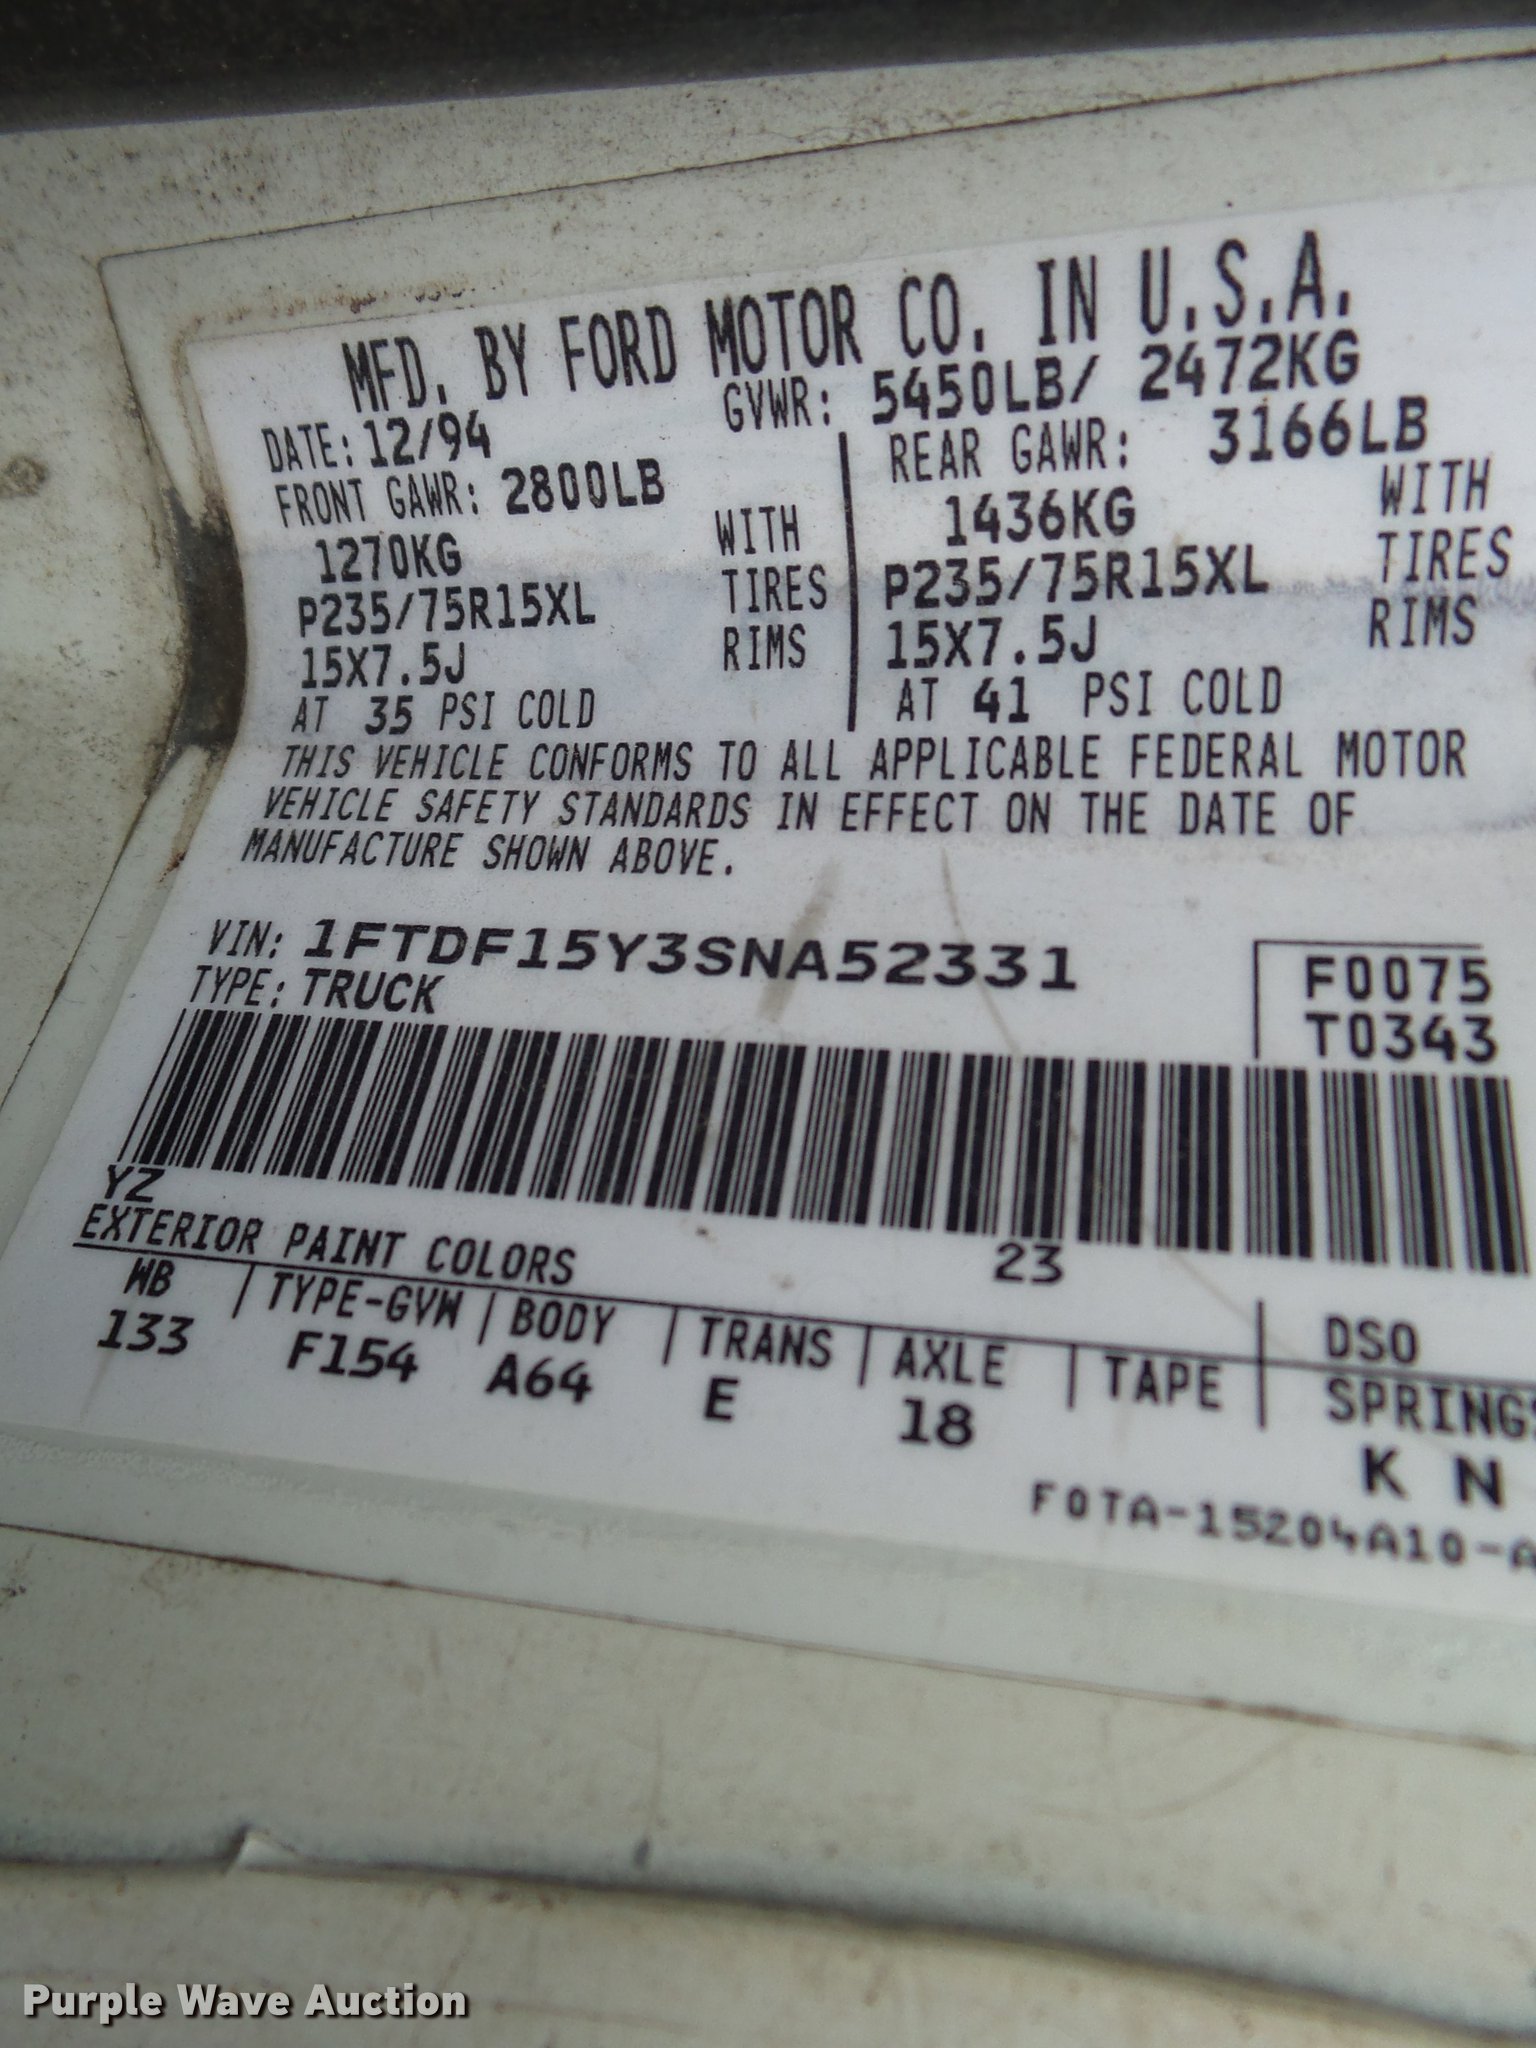 MFD. BY FORD MOTOR CO. IN U.S.A.
DATE: 12/94 GVWR: 5450LB/ 2472KG
FRONT GAWR: 2800LB REAR GAWR: 3166LB
1270KG WITH 1436KG WITH
P235/75R15XL TIRES P235/75R15XL TIRES
15X7.5J RIMS 15X7.5J RIMS
AT 35 PSI COLD AT 41 PSI COLD
THIS VEHICLE CONFORMS TO ALL APPLICABLE FEDERAL MOTOR
VEHICLE SAFETY STANDARDS IN EFFECT ON THE DATE OF
MANUFACTURE SHOWN ABOVE.
VIN: 1FTDF15Y3SNA52331 F0075
TYPE: TRUCK T0343
YZ
EXTERIOR PAINT COLORS 23 DSO
WB TYPE-GVW BODY TRANS AXLE TAPE SPRINGS
133 F154 A64 E 18 K N
F0TA-15204A10-A
Purple Wave Auction